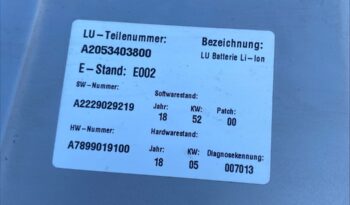 LU-Teilenummer: Bezeichnung:
A2053403800 LU Batterie Li-Ion
E-Stand: E002
SW-Nummer: Softwarestand:
Jahr: KW: Patch:
A2229029219 18 52 00
HW-Nummer: Hardwarestand:
Jahr: KW: Diagnosekennung:
A7899019100 18 05 007013